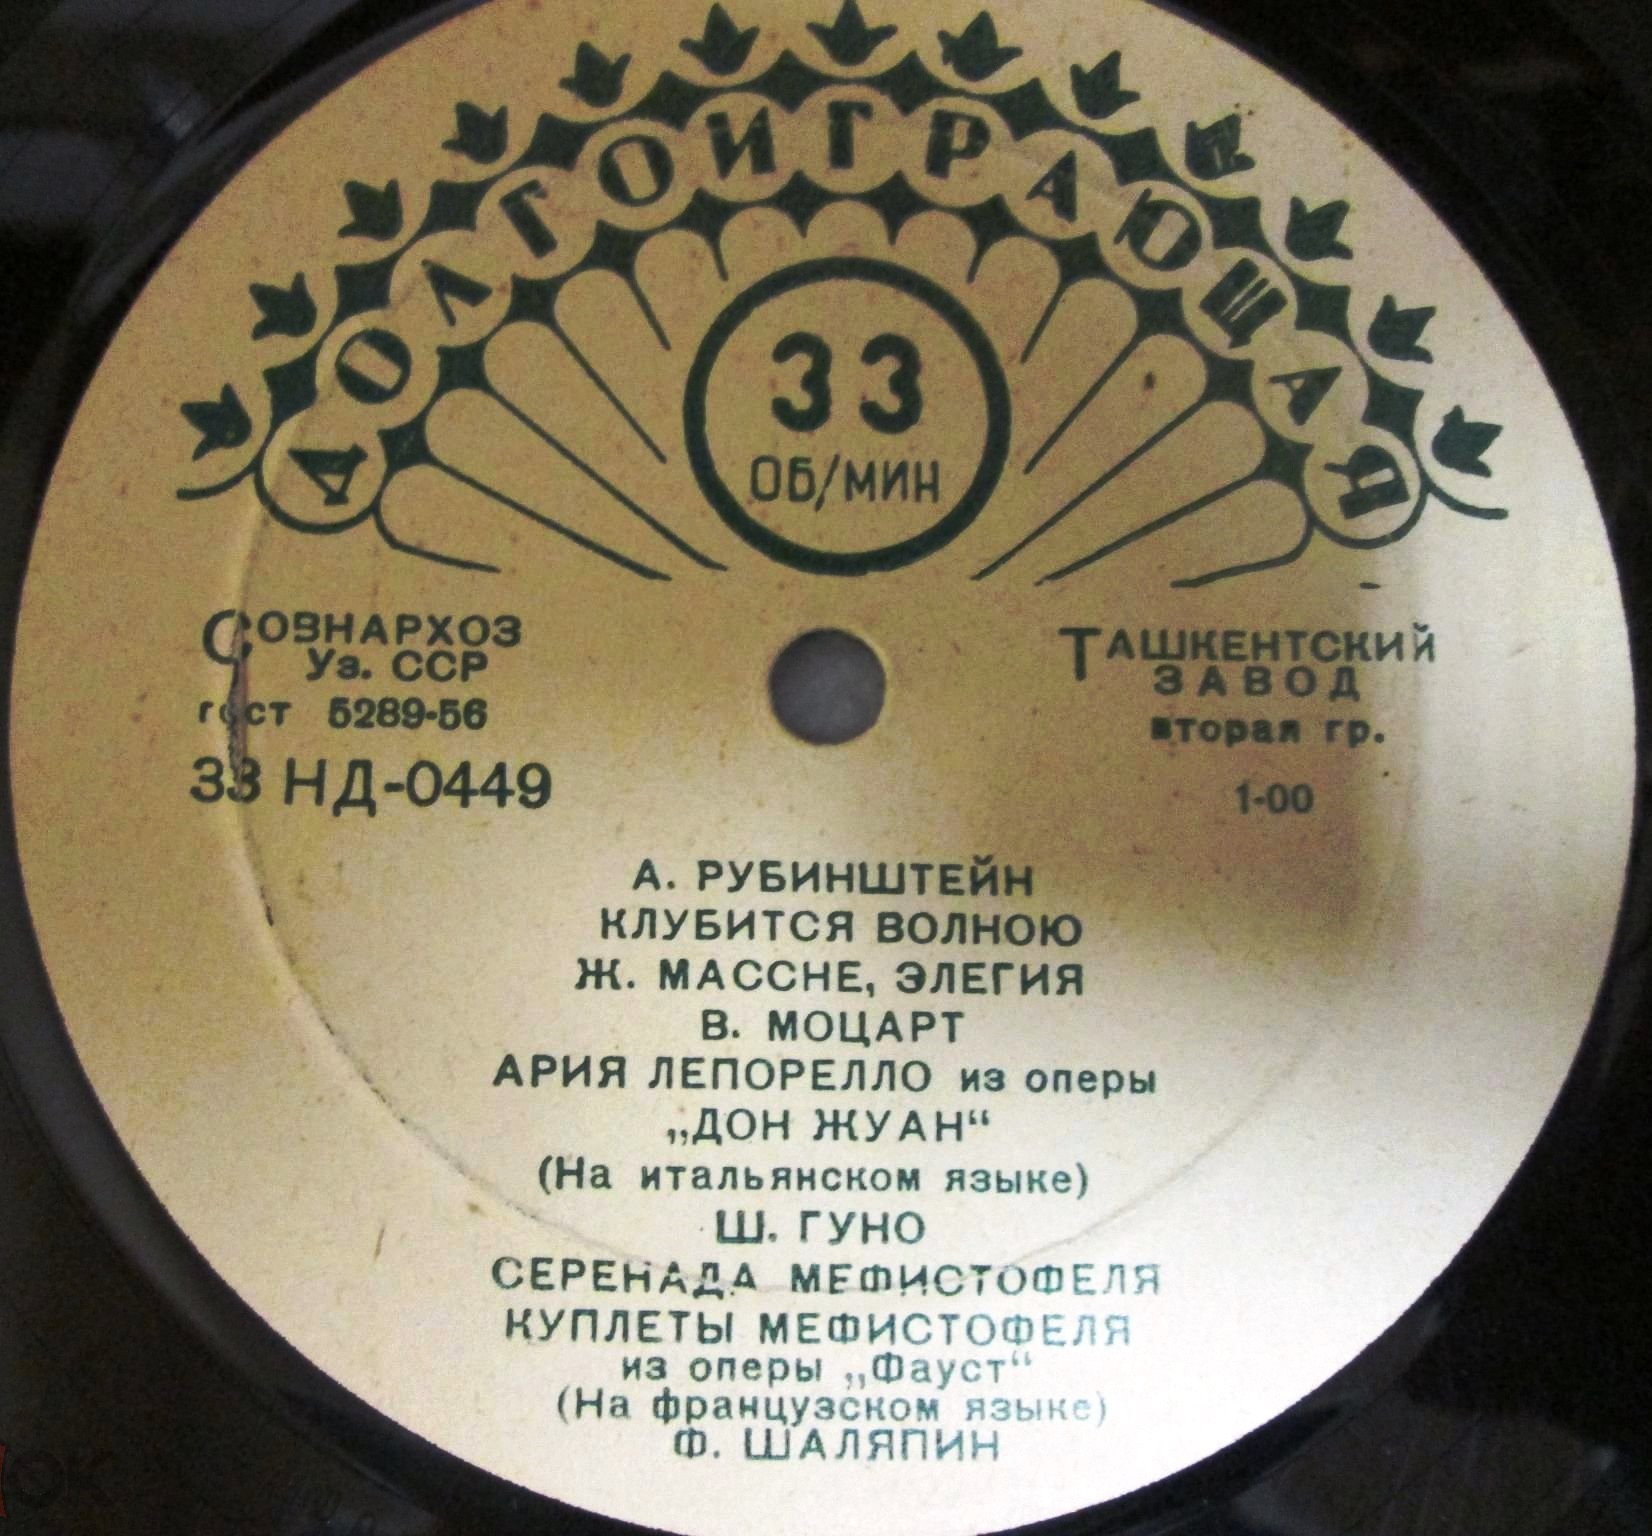 ДОЛГОИГРАЮЩАЯ
33
ОБ/МИН
СОВНАРХОЗ
Уз. ССР
гост 5289-56
33 НД-0449
ТАШКЕНТСКИЙ
ЗАВОД
вторая гр.
1-00
А. РУБИНШТЕЙН
КЛУБИТСЯ ВОЛНОЮ
Ж. МАССНЕ, ЭЛЕГИЯ
В. МОЦАРТ
АРИЯ ЛЕПОРЕЛЛО из оперы
„ДОН ЖУАН“
(На итальянском языке)
Ш. ГУНО
СЕРЕНАДА МЕФИСТОФЕЛЯ
КУПЛЕТЫ МЕФИСТОФЕЛЯ
из оперы „Фауст“
(На французском языке)
Ф. ШАЛЯПИН